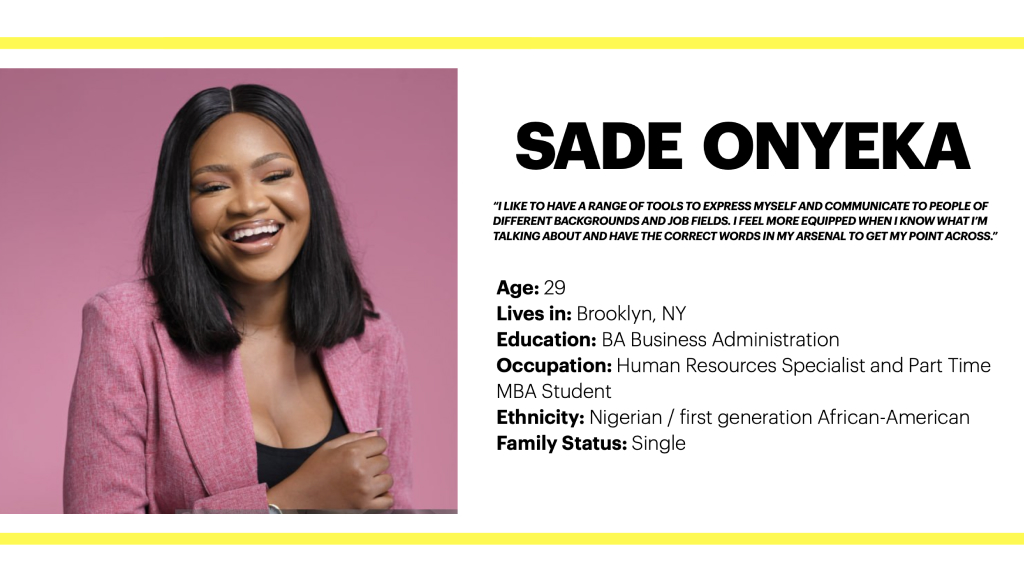 SADE ONYEKA
“I LIKE TO HAVE A RANGE OF TOOLS TO EXPRESS MYSELF AND COMMUNICATE TO PEOPLE OF
DIFFERENT BACKGROUNDS AND JOB FIELDS. I FEEL MORE EQUIPPED WHEN I KNOW WHAT I’M
TALKING ABOUT AND HAVE THE CORRECT WORDS IN MY ARSENAL TO GET MY POINT ACROSS.”
Age: 29
Lives in: Brooklyn, NY
Education: BA Business Administration
Occupation: Human Resources Specialist and Part Time
MBA Student
Ethnicity: Nigerian / first generation African-American
Family Status: Single